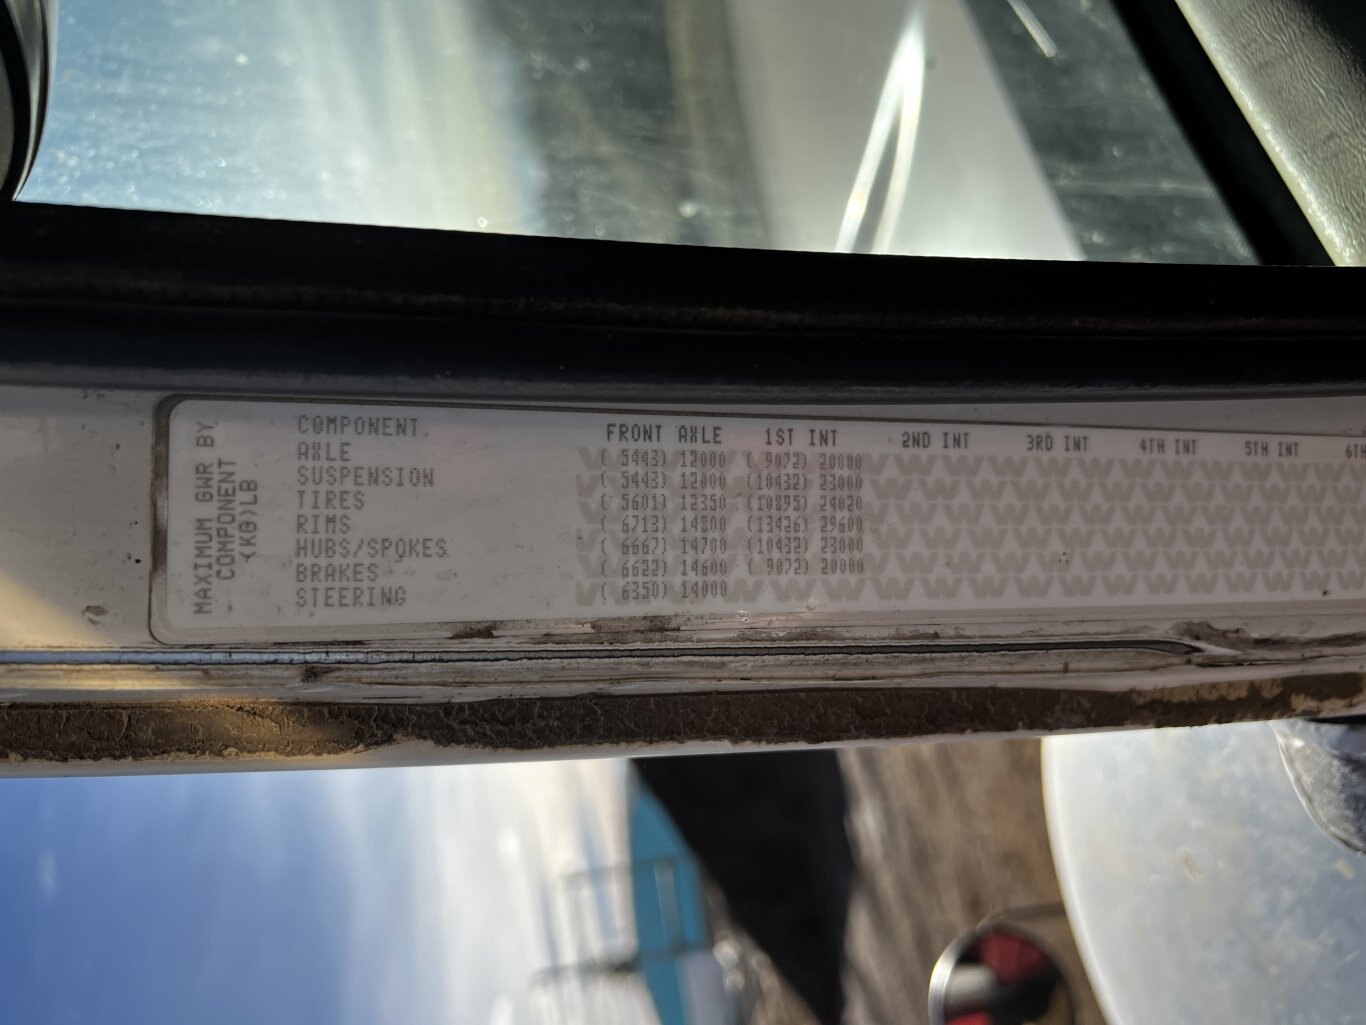 MAXIMUM GWR BY
COMPONENT
(KG)LB
COMPONENT FRONT AXLE 1ST INT 2ND INT 3RD INT 4TH INT 5TH INT 6TH
AXLE ( 5443) 12000 ( 9072) 20000
SUSPENSION ( 5443) 12000 (10432) 23000
TIRES ( 5601) 12350 (10895) 24020
RIMS ( 6713) 14800 (13426) 29600
HUBS/SPOKES ( 6667) 14700 (10432) 23000
BRAKES ( 6622) 14600 ( 9072) 20000
STEERING ( 6350) 14000